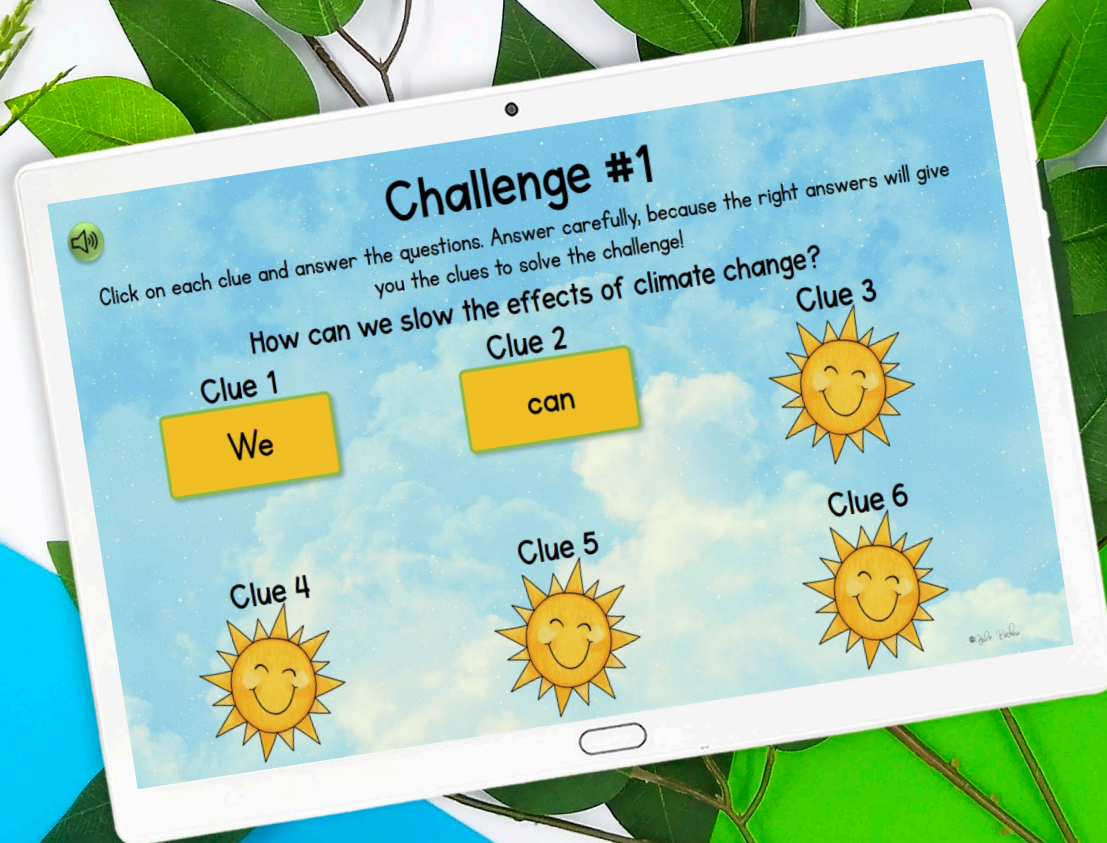 Challenge #1
Click on each clue and answer the questions. Answer carefully, because the right answers will give
you the clues to solve the challenge!
How can we slow the effects of climate change?
Clue 1
Clue 2
Clue 3
We
can
Clue 4
Clue 5
Clue 6